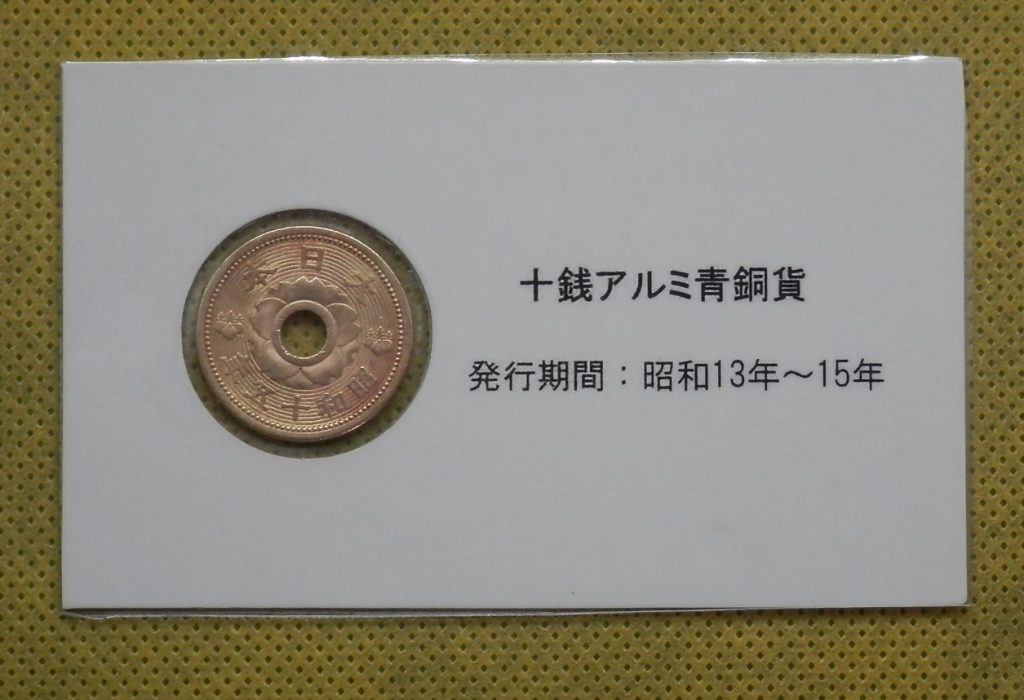 大日本
昭和十五年
十銭アルミ青銅貨
発行期間：昭和13年～15年